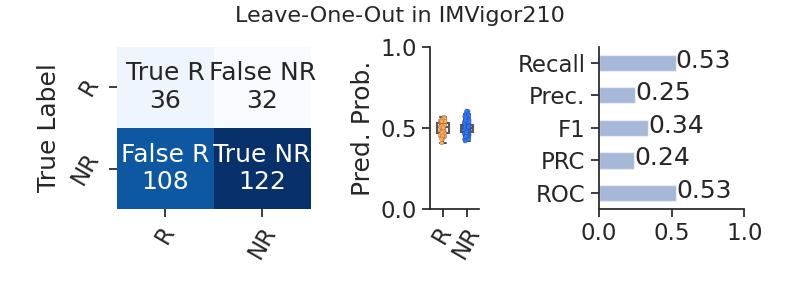 Leave-One-Out in IMVigor210
True Label
R
NR
True R
36
False NR
32
False R
108
True NR
122
R
NR
Pred. Prob.
1.0
0.5
0.0
R
NR
Recall
0.53
Prec.
0.25
F1
0.34
PRC
0.24
ROC
0.53
0.0
0.5
1.0